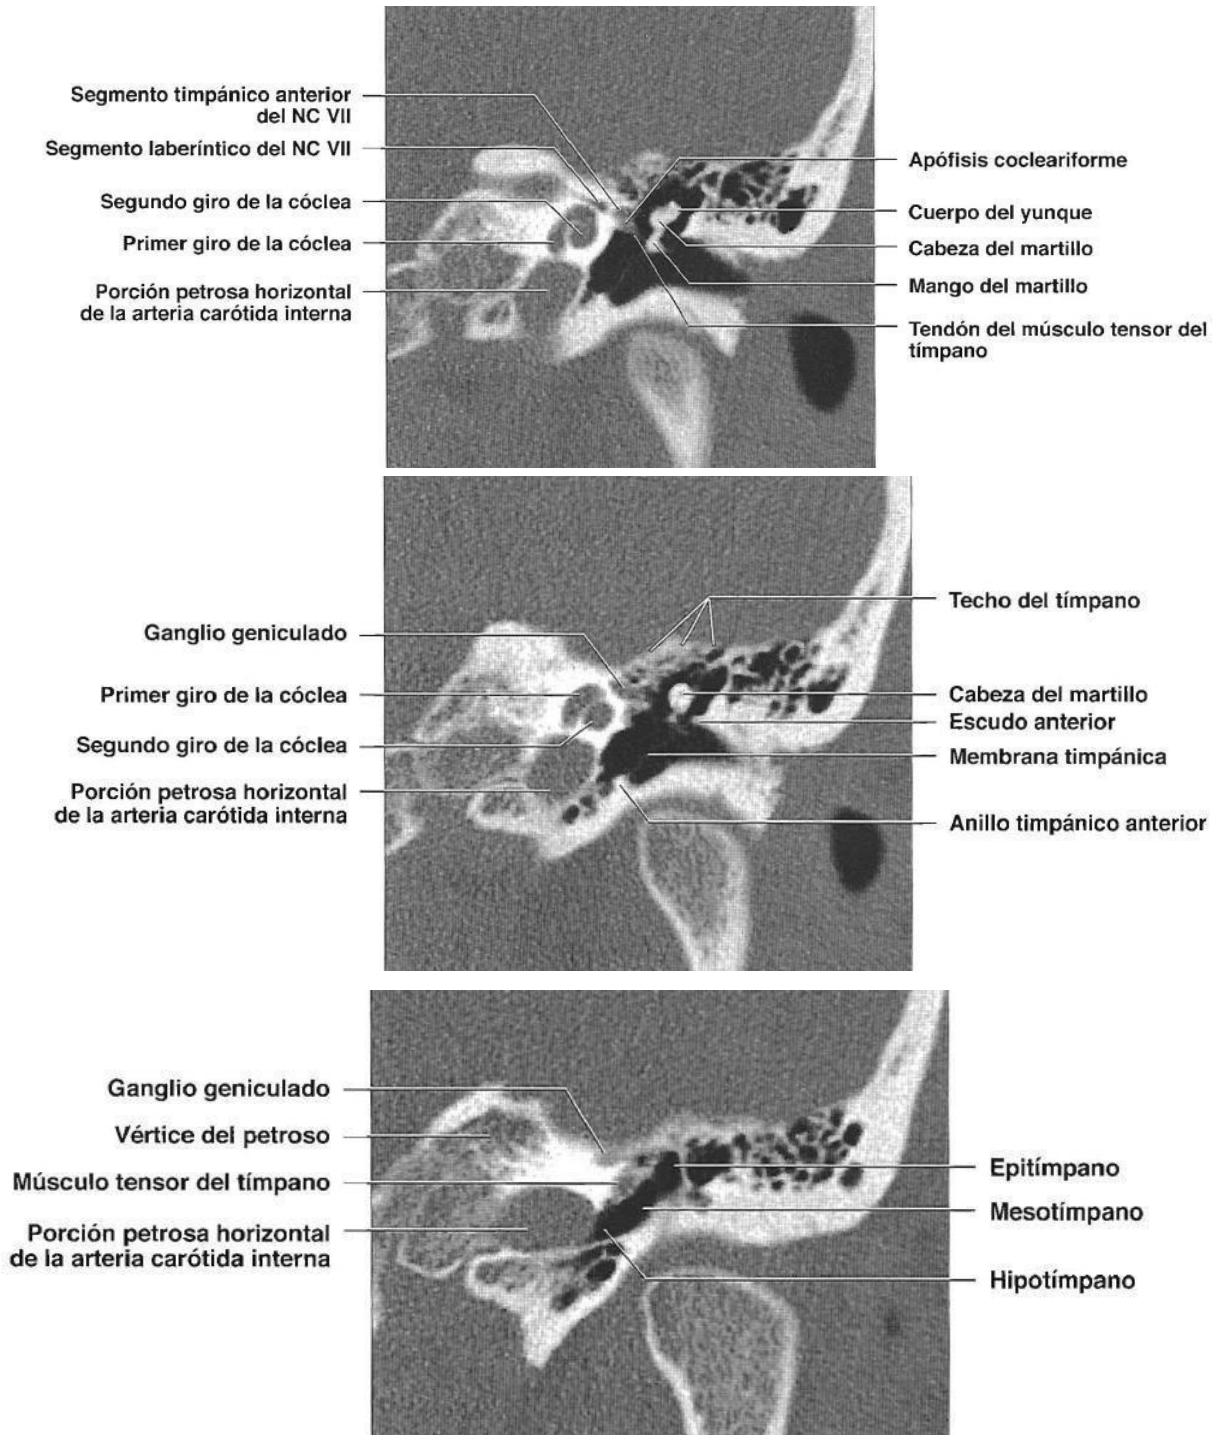 Segmento timpánico anterior
del NC VII
Segmento laberíntico del NC VII
Segundo giro de la cóclea
Primer giro de la cóclea
Porción petrosa horizontal
de la arteria carótida interna
Apófisis cocleariforme
Cuerpo del yunque
Cabeza del martillo
Mango del martillo
Tendón del músculo tensor del
tímpano
Ganglio geniculado
Primer giro de la cóclea
Segundo giro de la cóclea
Porción petrosa horizontal
de la arteria carótida interna
Techo del tímpano
Cabeza del martillo
Escudo anterior
Membrana timpánica
Anillo timpánico anterior
Ganglio geniculado
Vértice del petroso
Músculo tensor del tímpano
Porción petrosa horizontal
de la arteria carótida interna
Epitímpano
Mesotímpano
Hipotímpano